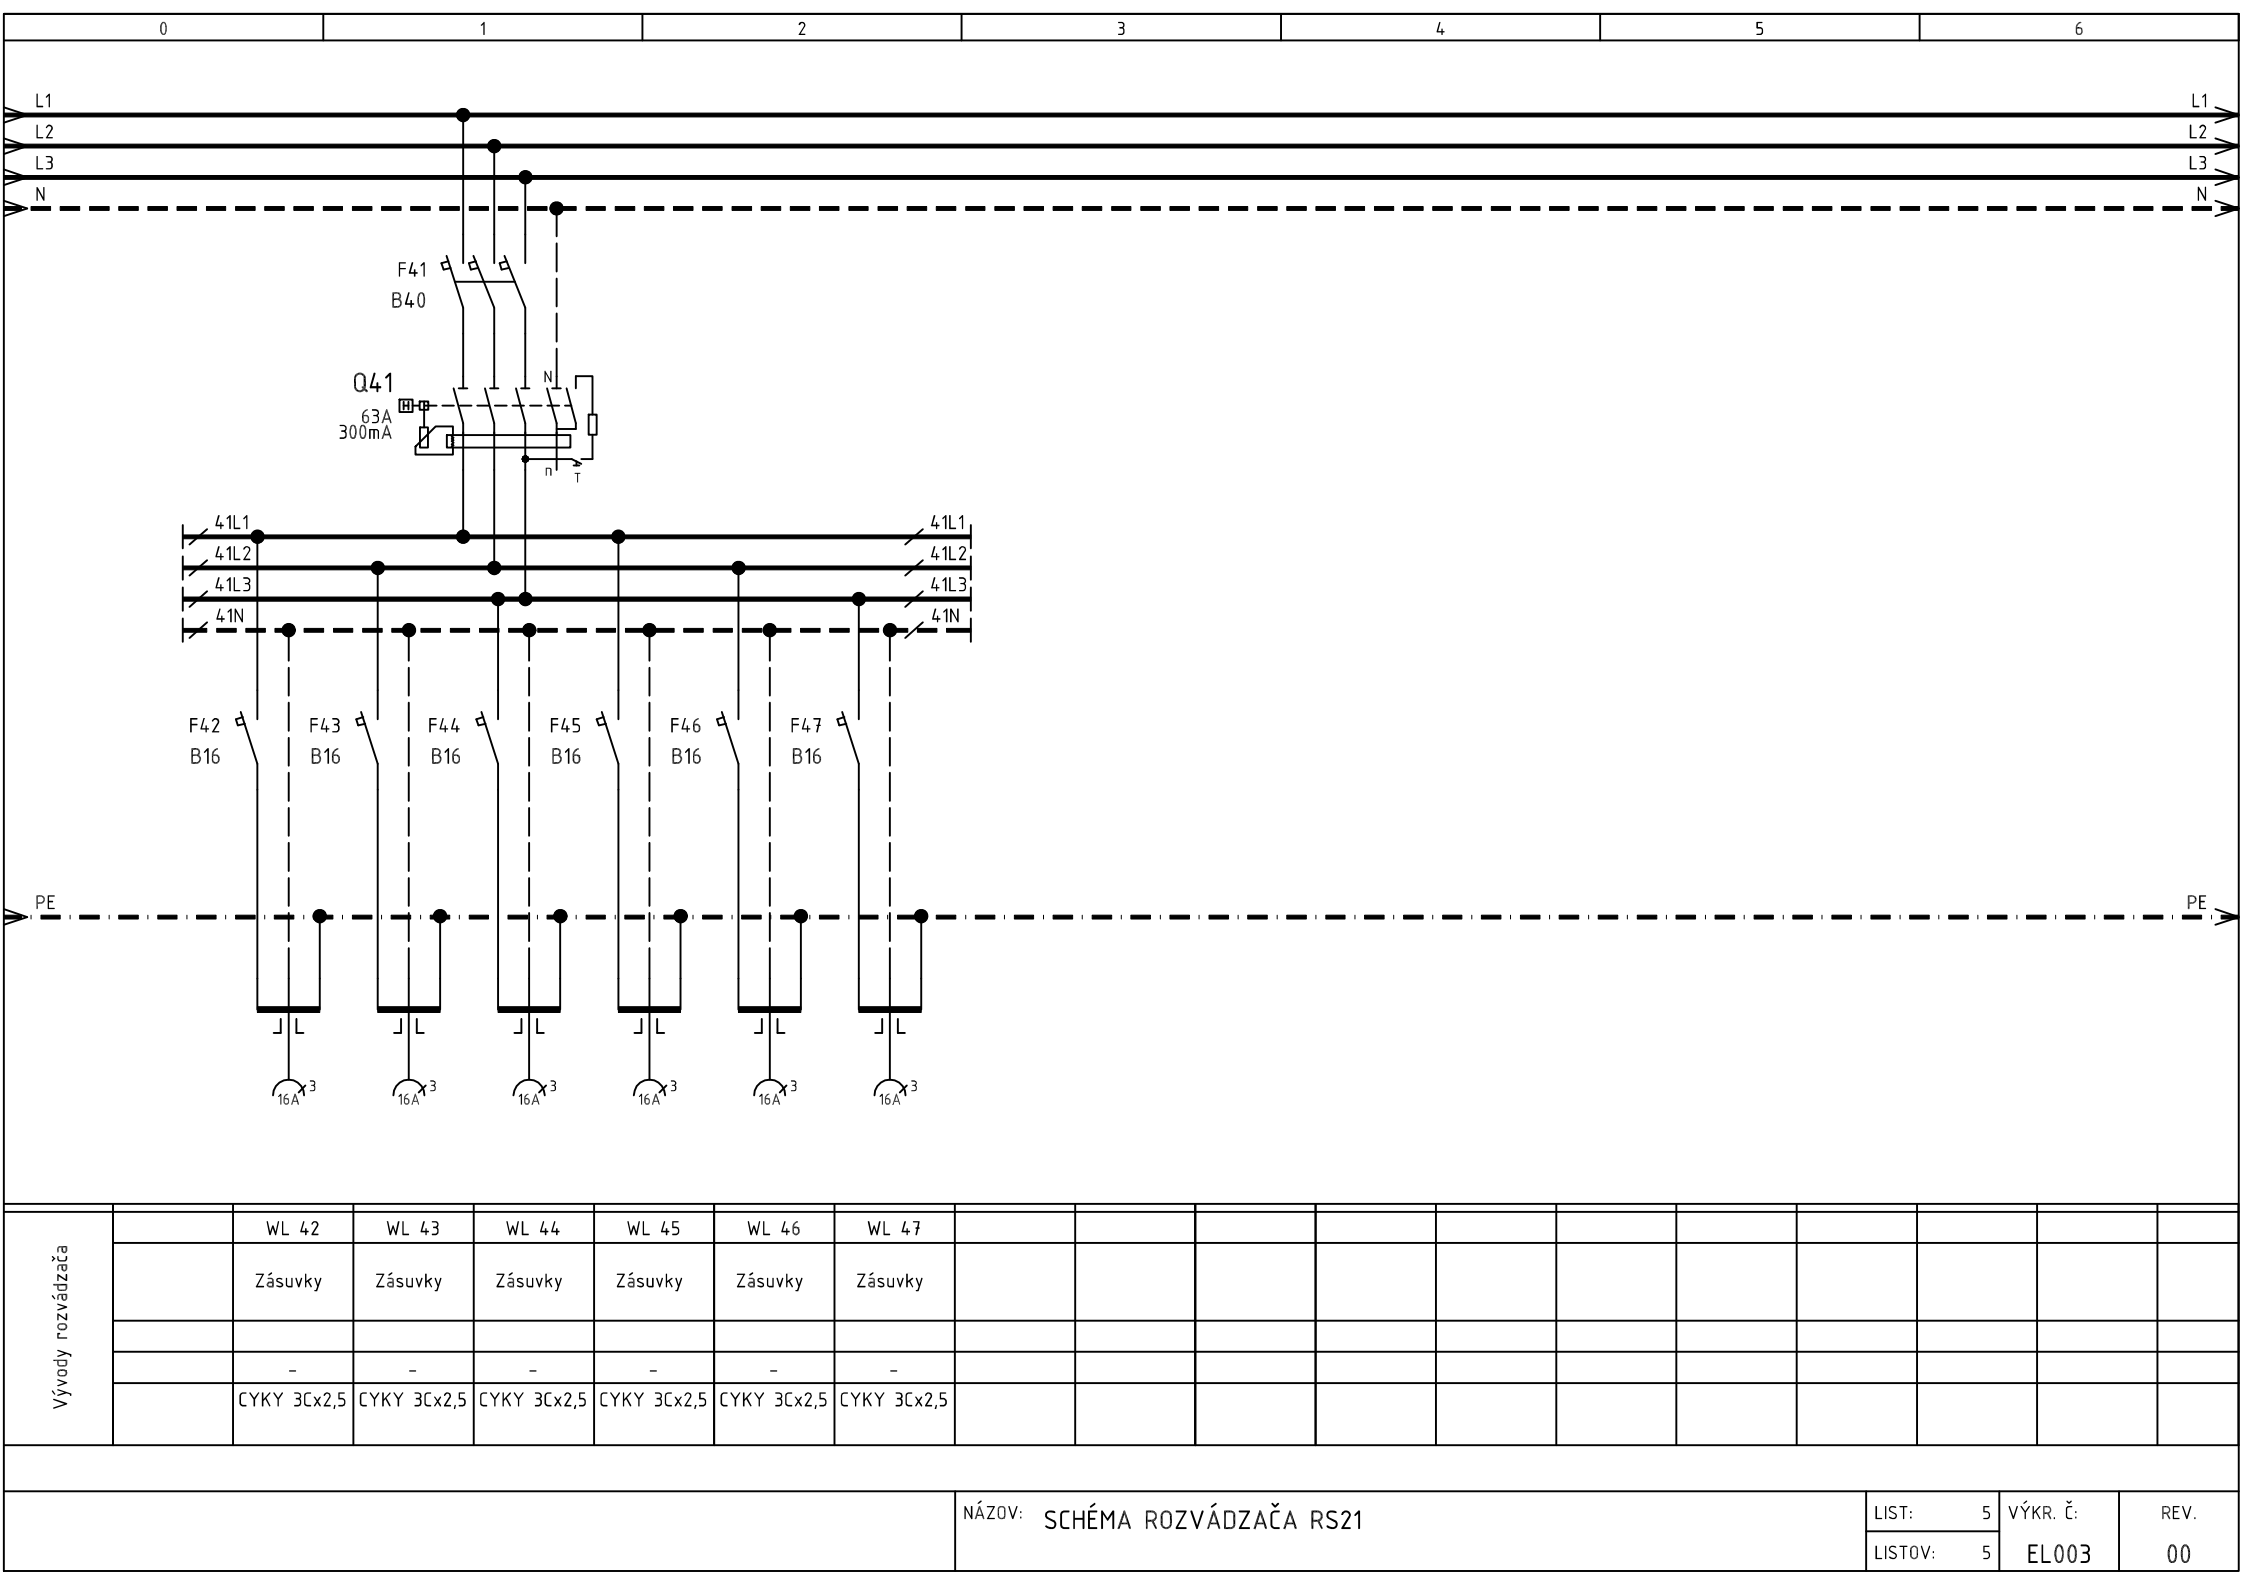 0 1 2 3 4 5 6
L1 L1
L2 L2
L3 L3
N N
F41
B40
Q41
63A
300mA
N
n
T
41L1 41L1
41L2 41L2
41L3 41L3
41N 41N
F42 F43 F44 F45 F46 F47
B16 B16 B16 B16 B16 B16
PE PE
3 3 3 3 3 3
16A 16A 16A 16A 16A 16A
Vývody rozvádzača
WL 42 WL 43 WL 44 WL 45 WL 46 WL 47
Zásuvky Zásuvky Zásuvky Zásuvky Zásuvky Zásuvky
- - - - - -
CYKY 3Cx2,5 CYKY 3Cx2,5 CYKY 3Cx2,5 CYKY 3Cx2,5 CYKY 3Cx2,5 CYKY 3Cx2,5
NÁZOV: SCHÉMA ROZVÁDZAČA RS21
LIST: 5 VÝKR. Č: REV.
LISTOV: 5 EL003 00